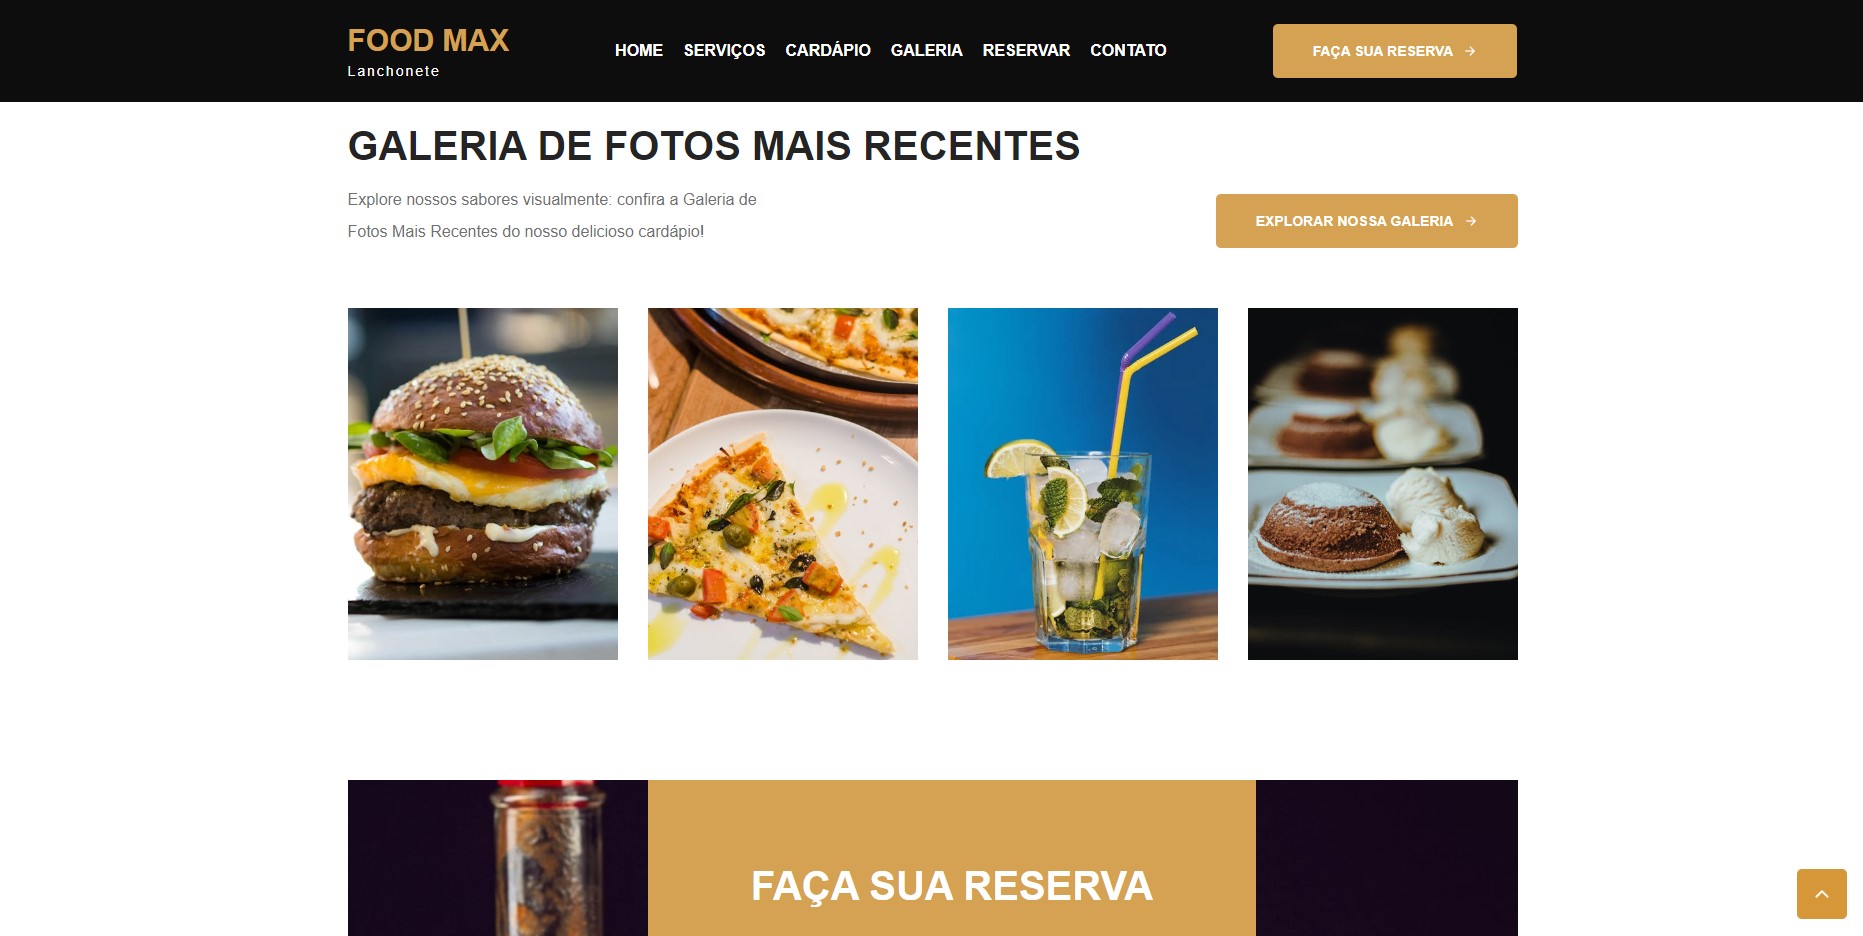 FOOD MAX
Lanchonete
HOME SERVIÇOS CARDÁPIO GALERIA RESERVAR CONTATO
FAÇA SUA RESERVA →
GALERIA DE FOTOS MAIS RECENTES
Explore nossos sabores visualmente: confira a Galeria de
Fotos Mais Recentes do nosso delicioso cardápio!
EXPLORAR NOSSA GALERIA →
FAÇA SUA RESERVA